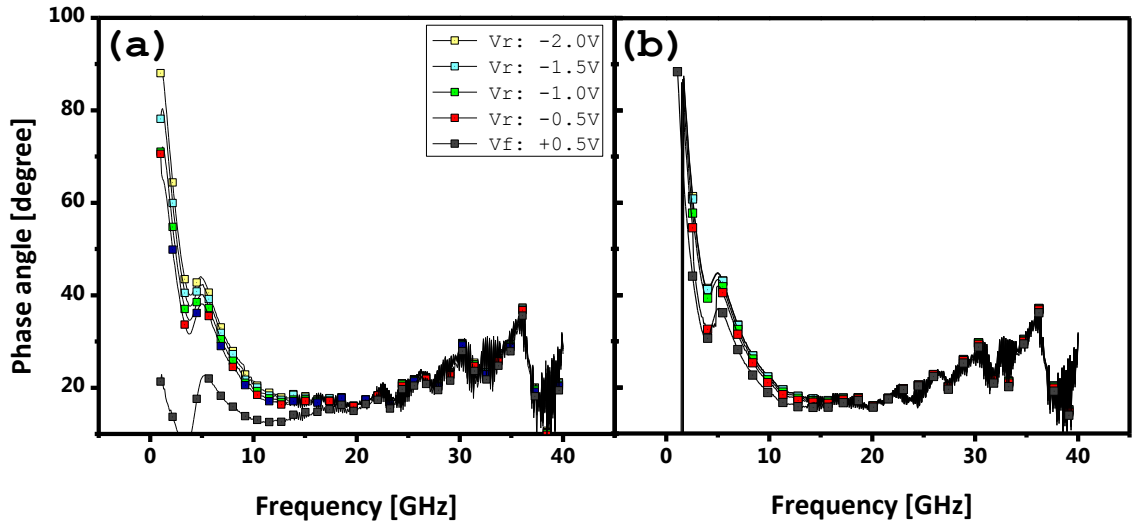 100
80
60
40
20
Phase angle [degree]
(a)
Vr: -2.0V
Vr: -1.5V
Vr: -1.0V
Vr: -0.5V
Vf: +0.5V
(b)
0 10 20 30 40
0 10 20 30 40
Frequency [GHz]
Frequency [GHz]